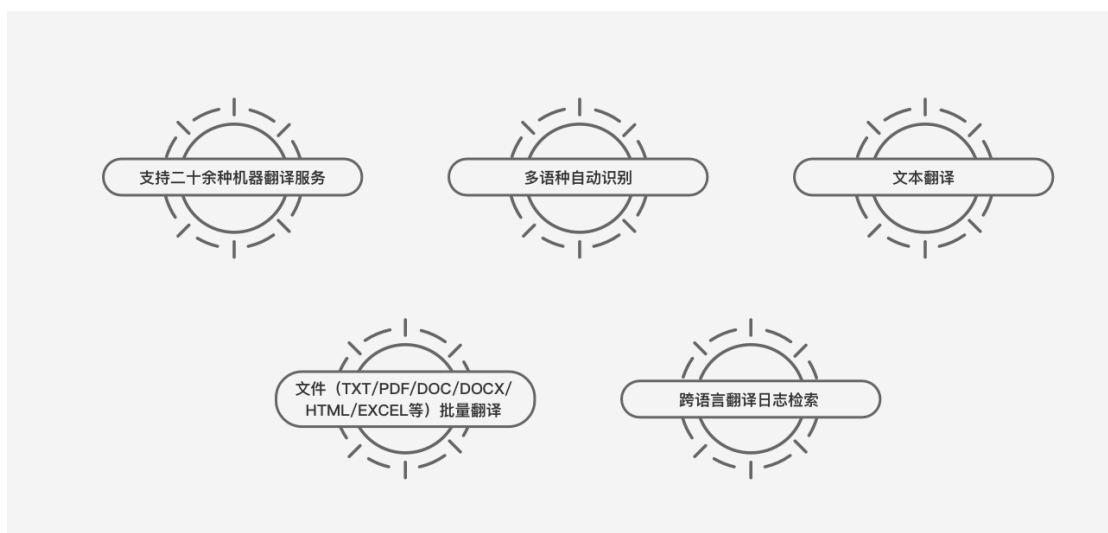 支持二十余种机器翻译服务
多语种自动识别
文本翻译
文件（TXT/PDF/DOC/DOCX/
HTML/EXCEL等）批量翻译
跨语言翻译日志检索